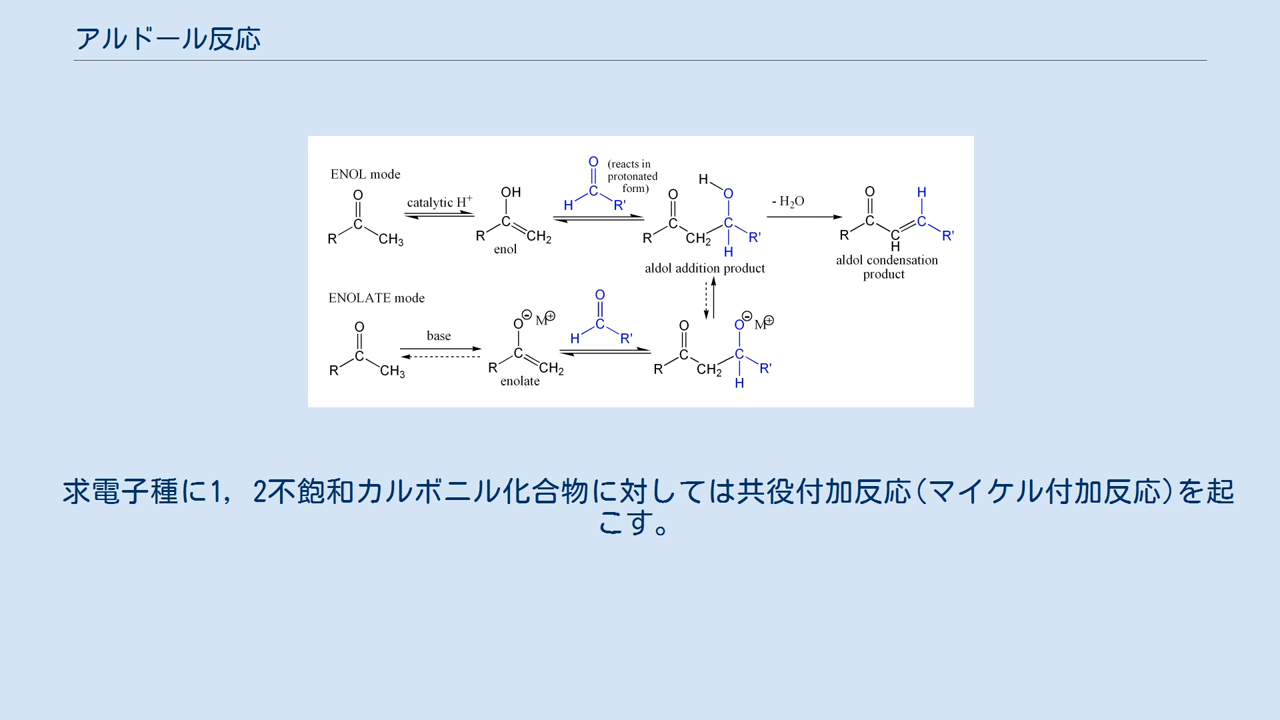 アルドール反応
ENOL mode
O
C
R
CH3
catalytic H+
OH
C
R
CH2
enol
O
C
H
R'
(reacts in
protonated
form)
H
O
O
C
C
R
CH2
R'
H
aldol addition product
- H2O
O
H
C
C
R
C
R'
H
aldol condensation
product
ENOLATE mode
O
C
R
CH3
base
O⊖ M⊕
C
R
CH2
enolate
O
C
H
R'
O
O⊖ M⊕
C
C
R
CH2
R'
H
求電子種に1, 2不飽和カルボニル化合物に対しては共役付加反応(マイケル付加反応)を起
こす。